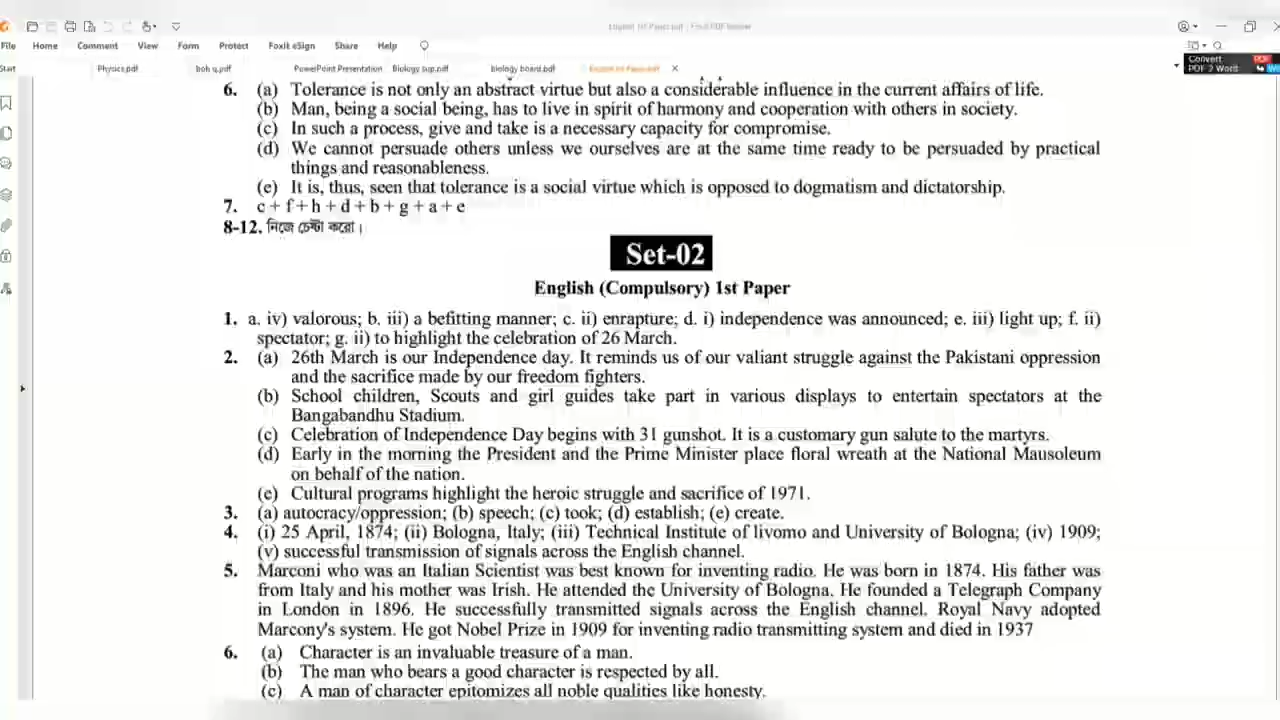 English 1st Paper.pdf - Foxit PDF Reader
File Home Comment View Form Protect Foxit eSign Share Help
Convert
PDF 2 Word
Start Physics.pdf boh q.pdf PowerPoint Presentation Biology sup.pdf biology board.pdf English 1st Paper.pdf
6. (a) Tolerance is not only an abstract virtue but also a considerable influence in the current affairs of life.
(b) Man, being a social being, has to live in spirit of harmony and cooperation with others in society.
(c) In such a process, give and take is a necessary capacity for compromise.
(d) We cannot persuade others unless we ourselves are at the same time ready to be persuaded by practical
things and reasonableness.
(e) It is, thus, seen that tolerance is a social virtue which is opposed to dogmatism and dictatorship.
7. c + f + h + d + b + g + a + e
8-12. নিজে চেষ্টা করো।
Set-02
English (Compulsory) 1st Paper
1. a. iv) valorous; b. iii) a befitting manner; c. ii) enrapture; d. i) independence was announced; e. iii) light up; f. ii)
spectator; g. ii) to highlight the celebration of 26 March.
2. (a) 26th March is our Independence day. It reminds us of our valiant struggle against the Pakistani oppression
and the sacrifice made by our freedom fighters.
(b) School children, Scouts and girl guides take part in various displays to entertain spectators at the
Bangabandhu Stadium.
(c) Celebration of Independence Day begins with 31 gunshot. It is a customary gun salute to the martyrs.
(d) Early in the morning the President and the Prime Minister place floral wreath at the National Mausoleum
on behalf of the nation.
(e) Cultural programs highlight the heroic struggle and sacrifice of 1971.
3. (a) autocracy/oppression; (b) speech; (c) took; (d) establish; (e) create.
4. (i) 25 April, 1874; (ii) Bologna, Italy; (iii) Technical Institute of livomo and University of Bologna; (iv) 1909;
(v) successful transmission of signals across the English channel.
5. Marconi who was an Italian Scientist was best known for inventing radio. He was born in 1874. His father was
from Italy and his mother was Irish. He attended the University of Bologna. He founded a Telegraph Company
in London in 1896. He successfully transmitted signals across the English channel. Royal Navy adopted
Marcony's system. He got Nobel Prize in 1909 for inventing radio transmitting system and died in 1937
6. (a) Character is an invaluable treasure of a man.
(b) The man who bears a good character is respected by all.
(c) A man of character epitomizes all noble qualities like honesty.